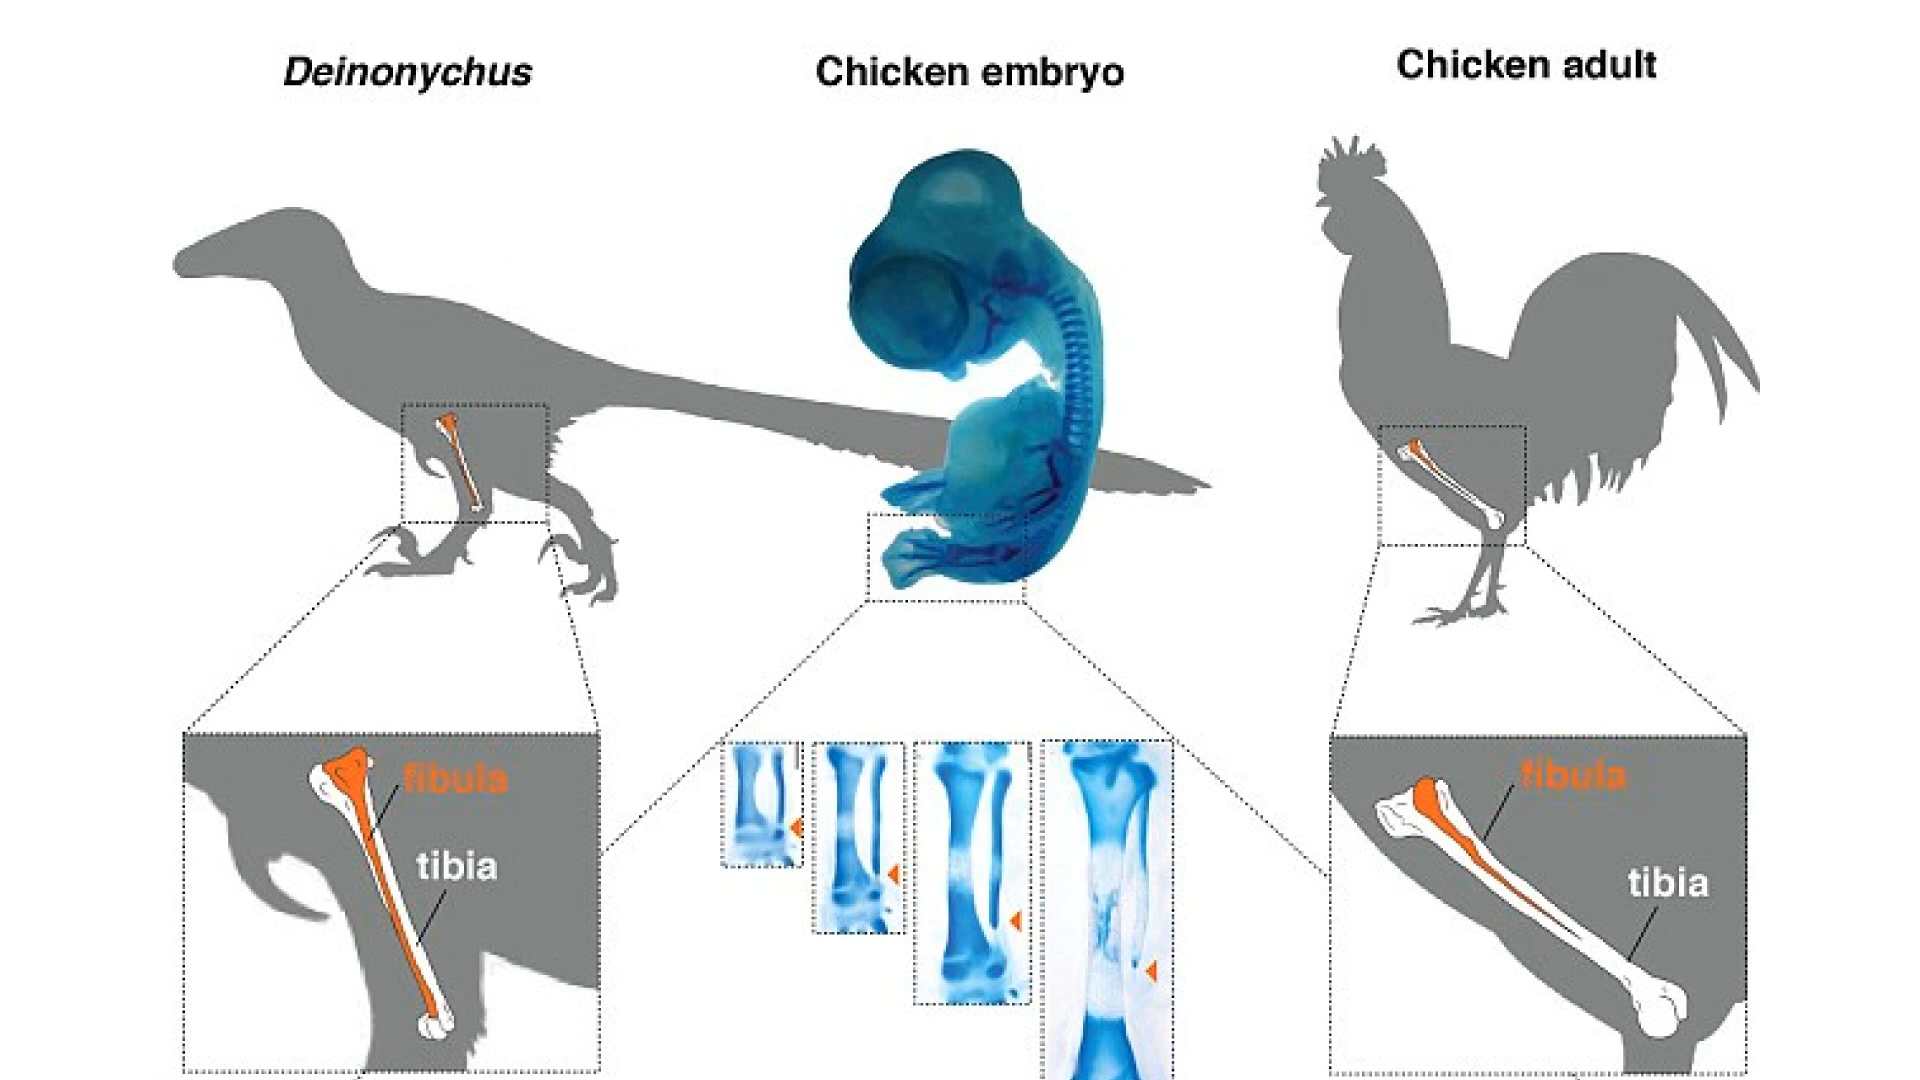 Deinonychus
Chicken embryo
Chicken adult
fibula
tibia
fibula
tibia